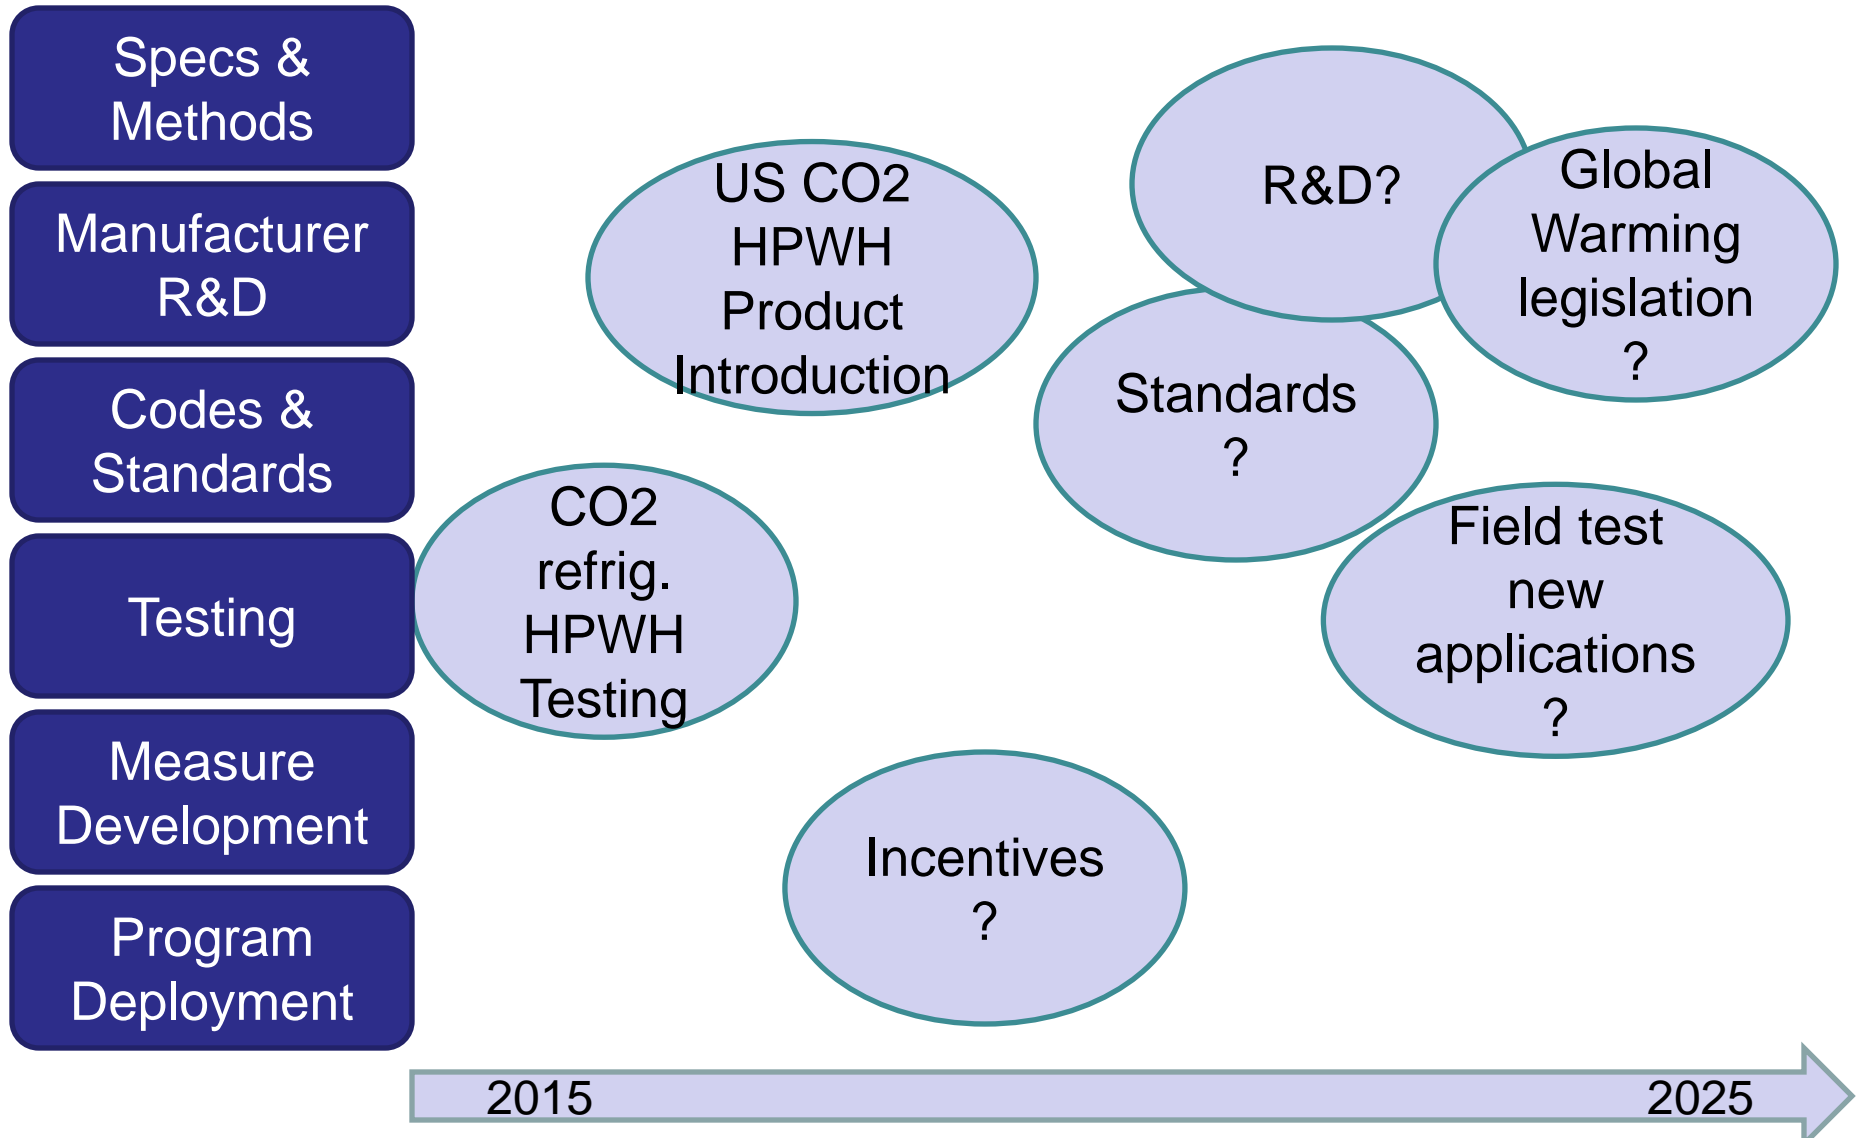 Specs &
Methods
Manufacturer
R&D
Codes &
Standards
Testing
Measure
Development
Program
Deployment
US CO2
HPWH
Product
Introduction
R&D?
Global
Warming
legislation
?
Standards
?
CO2
refrig.
HPWH
Testing
Field test
new
applications
?
Incentives
?
2015
2025